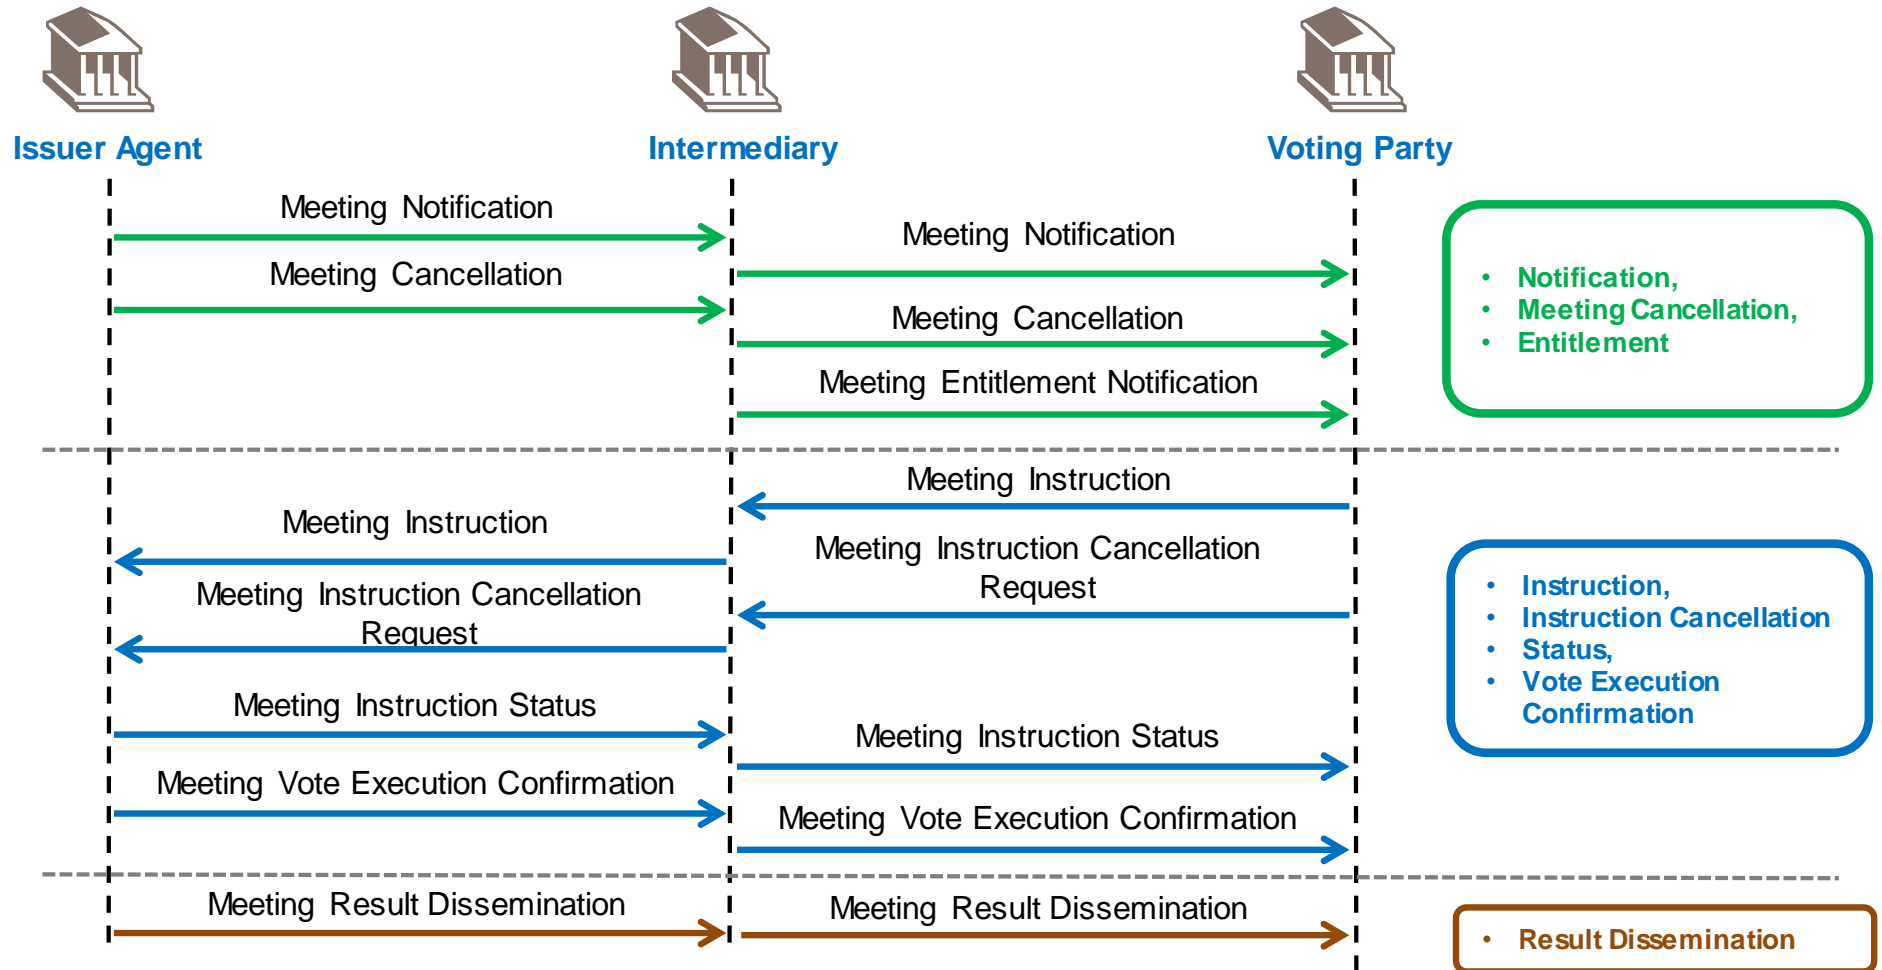 Issuer Agent
Intermediary
Voting Party
Meeting Notification
Meeting Notification
Meeting Cancellation
Meeting Cancellation
Meeting Entitlement Notification
• Notification,
• Meeting Cancellation,
• Entitlement
Meeting Instruction
Meeting Instruction
Meeting Instruction Cancellation
Request
Meeting Instruction Cancellation
Request
Meeting Instruction Status
Meeting Instruction Status
Meeting Vote Execution Confirmation
Meeting Vote Execution Confirmation
• Instruction,
• Instruction Cancellation
• Status,
• Vote Execution
Confirmation
Meeting Result Dissemination
Meeting Result Dissemination
• Result Dissemination